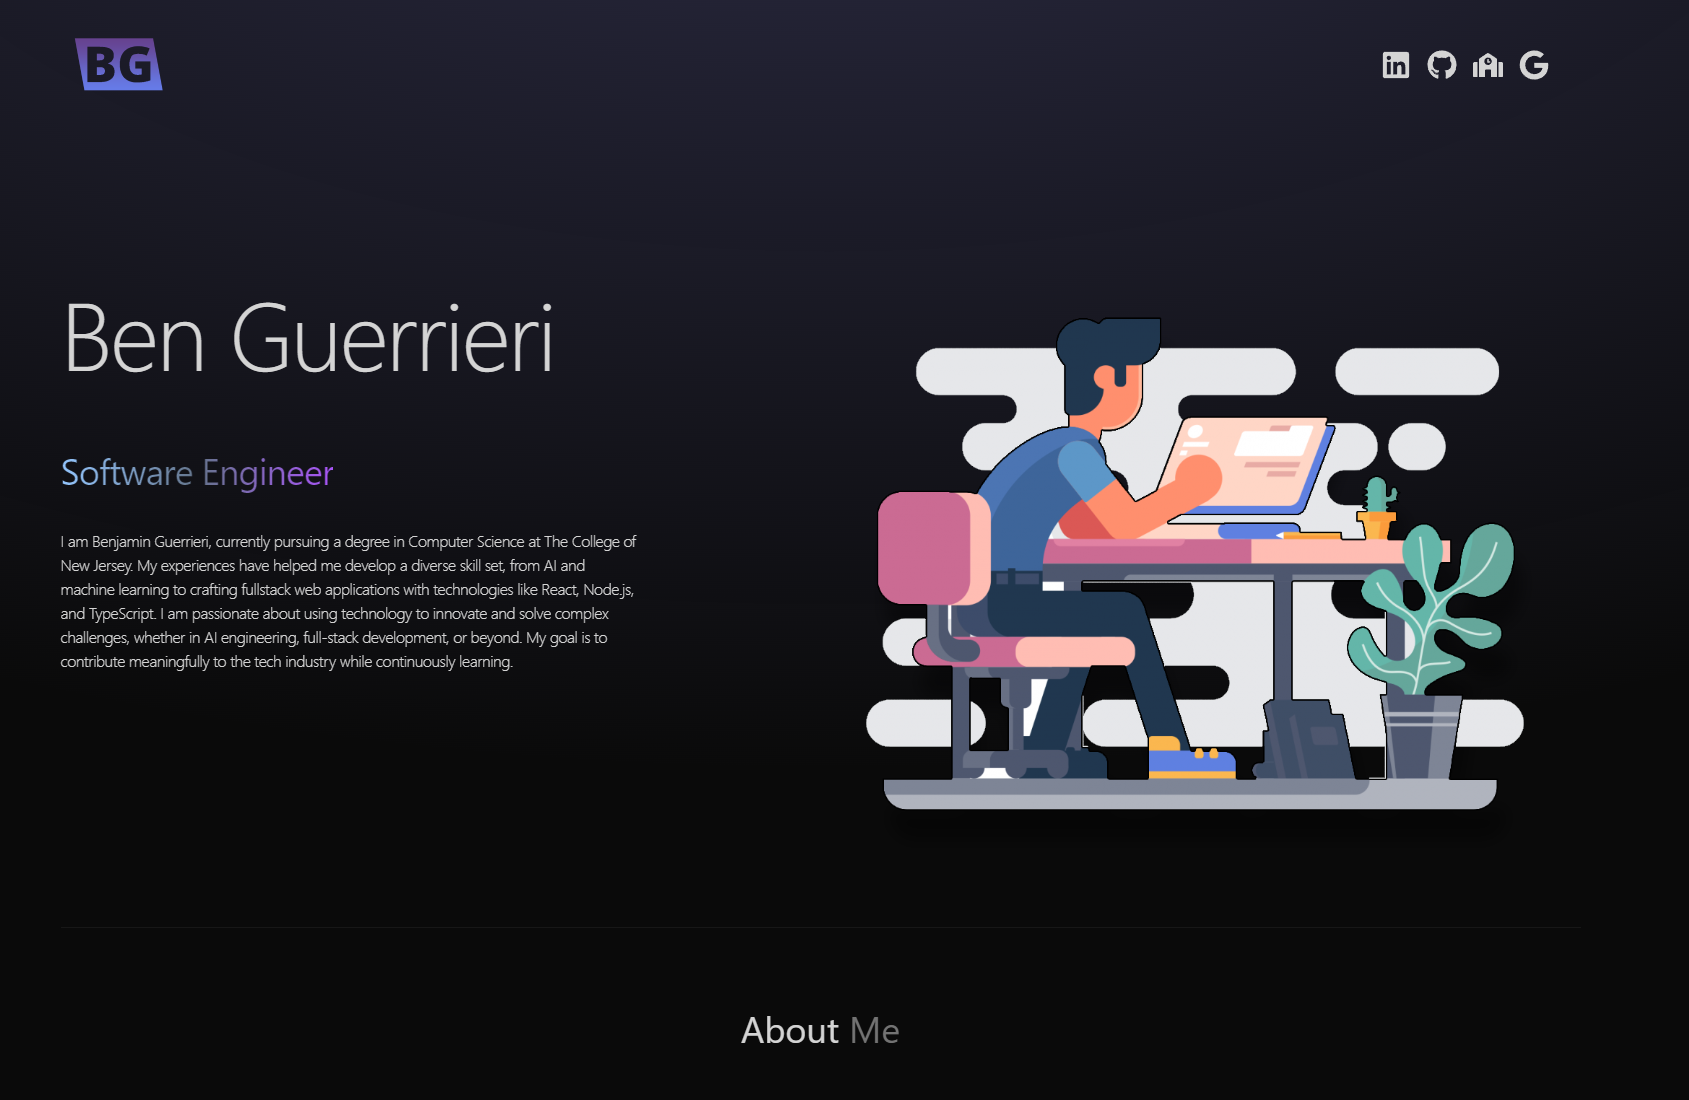 BG
Ben Guerrieri
Software Engineer
I am Benjamin Guerrieri, currently pursuing a degree in Computer Science at The College of
New Jersey. My experiences have helped me develop a diverse skill set, from AI and
machine learning to crafting fullstack web applications with technologies like React, Node.js,
and TypeScript. I am passionate about using technology to innovate and solve complex
challenges, whether in AI engineering, full-stack development, or beyond. My goal is to
contribute meaningfully to the tech industry while continuously learning.
About Me